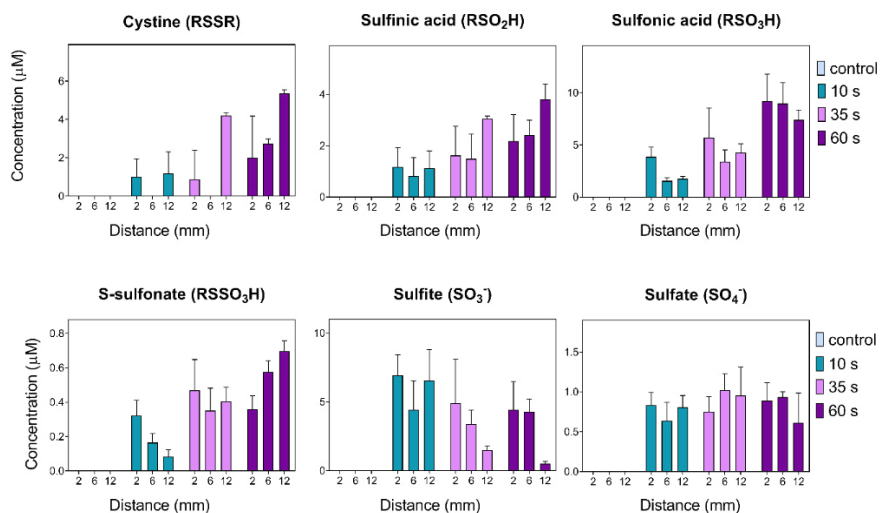 Cystine (RSSR)
Concentration (µM)
6
4
2
0
2 6 12 2 6 12 2 6 12 2 6 12
Distance (mm)
Sulfinic acid (RSO₂H)
4
2
0
2 6 12 2 6 12 2 6 12 2 6 12
Distance (mm)
Sulfonic acid (RSO₃H)
10
5
0
2 6 12 2 6 12 2 6 12 2 6 12
Distance (mm)
control
10 s
35 s
60 s
S-sulfonate (RSSO₃H)
Concentration (µM)
0.8
0.6
0.4
0.2
0
2 6 12 2 6 12 2 6 12 2 6 12
Distance (mm)
Sulfite (SO₃⁻)
10
5
0
2 6 12 2 6 12 2 6 12 2 6 12
Distance (mm)
Sulfate (SO₄⁻)
1.5
1.0
0.5
0
2 6 12 2 6 12 2 6 12 2 6 12
Distance (mm)
control
10 s
35 s
60 s